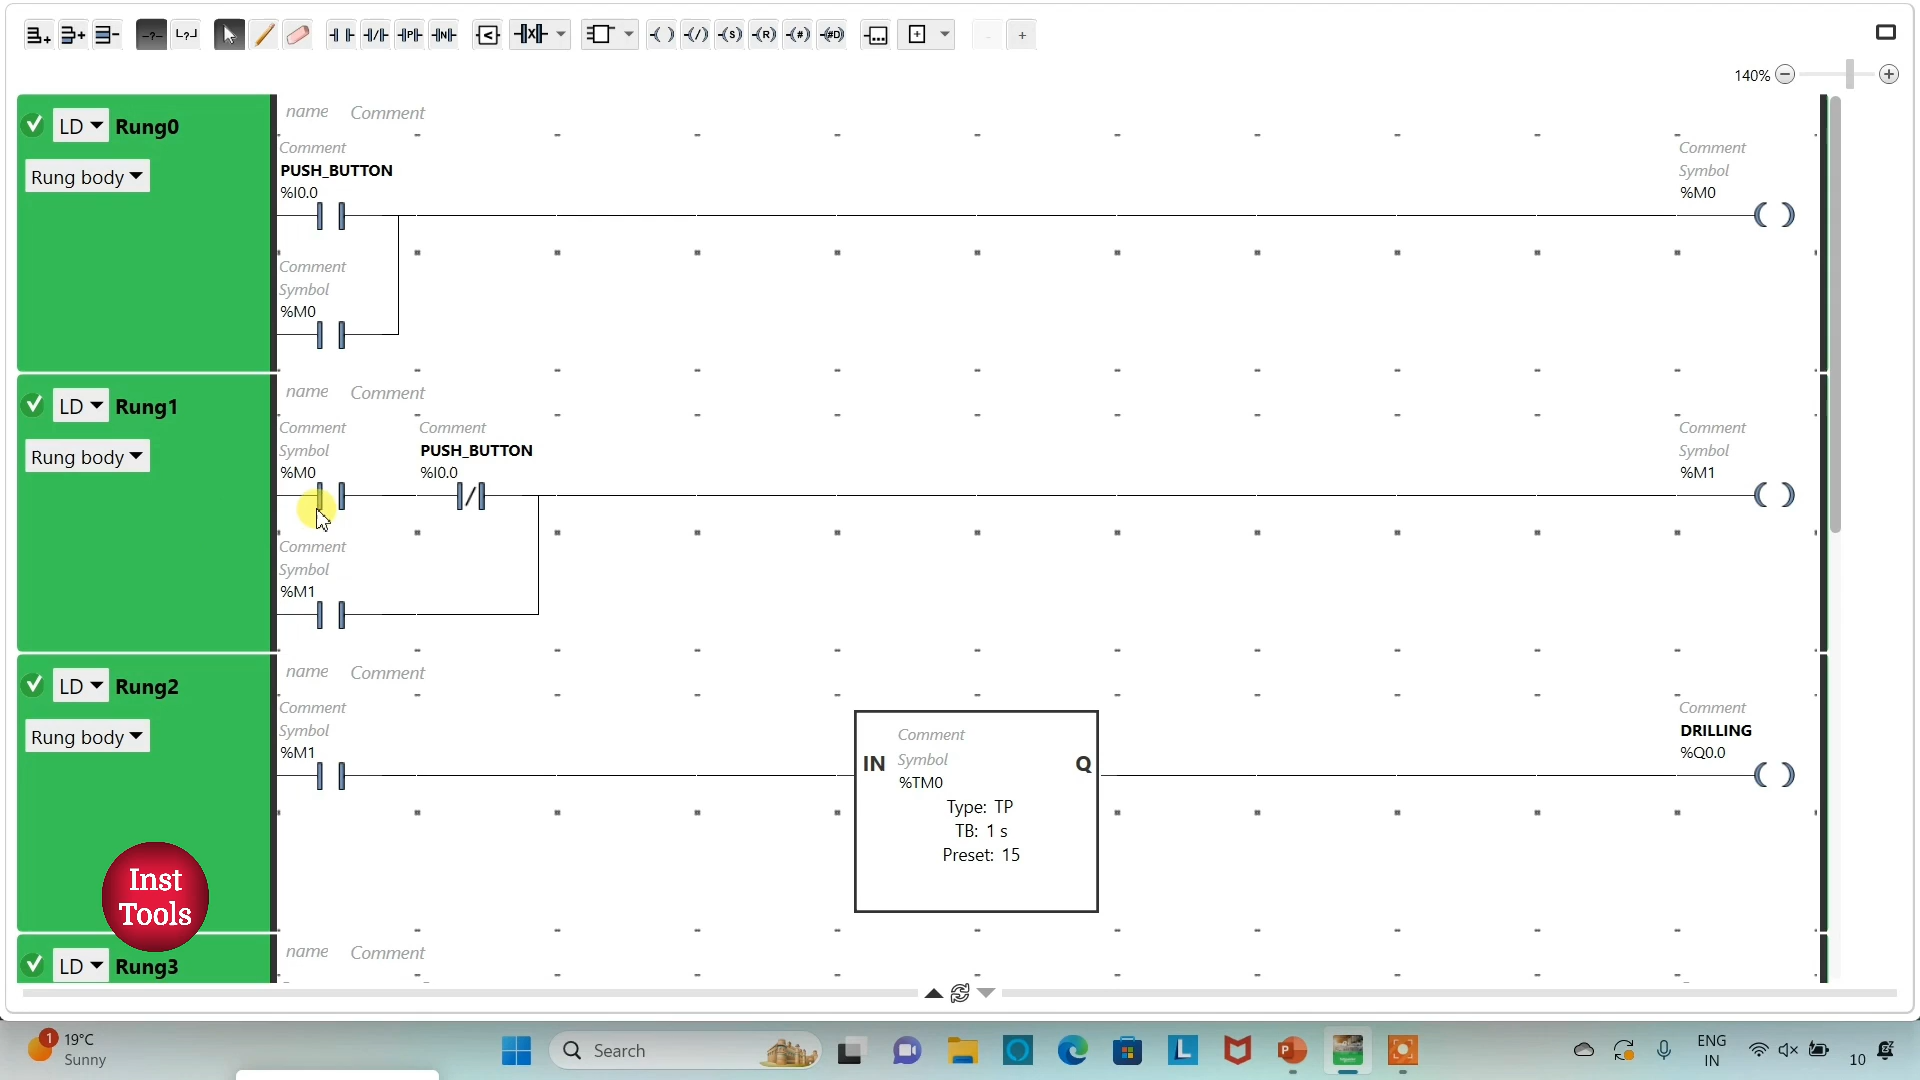 140%
LD Rung0
Rung body
name Comment
Comment
PUSH_BUTTON
%I0.0
Comment
Symbol
%M0
Comment
Symbol
%M0
LD Rung1
Rung body
name Comment
Comment
Symbol
%M0
Comment
PUSH_BUTTON
%I0.0
Comment
Symbol
%M1
Comment
Symbol
%M1
LD Rung2
Rung body
name Comment
Comment
Symbol
%M1
Comment
IN Symbol Q
%TM0
Type: TP
TB: 1 s
Preset: 15
Comment
DRILLING
%Q0.0
Inst
Tools
LD Rung3
name Comment
1 19°C
Sunny
Search
ENG
IN
10